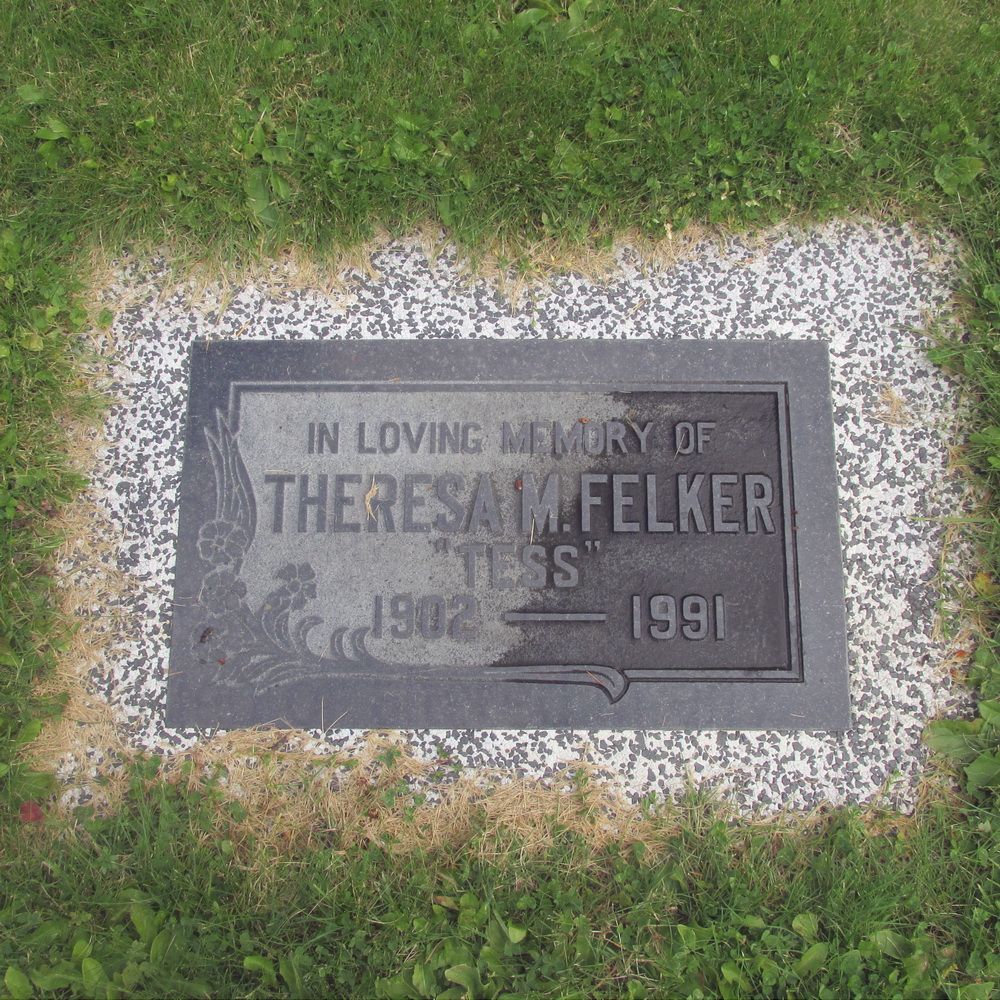 IN LOVING MEMORY OF
THERESA M. FELKER
"TESS"
1902 — 1991